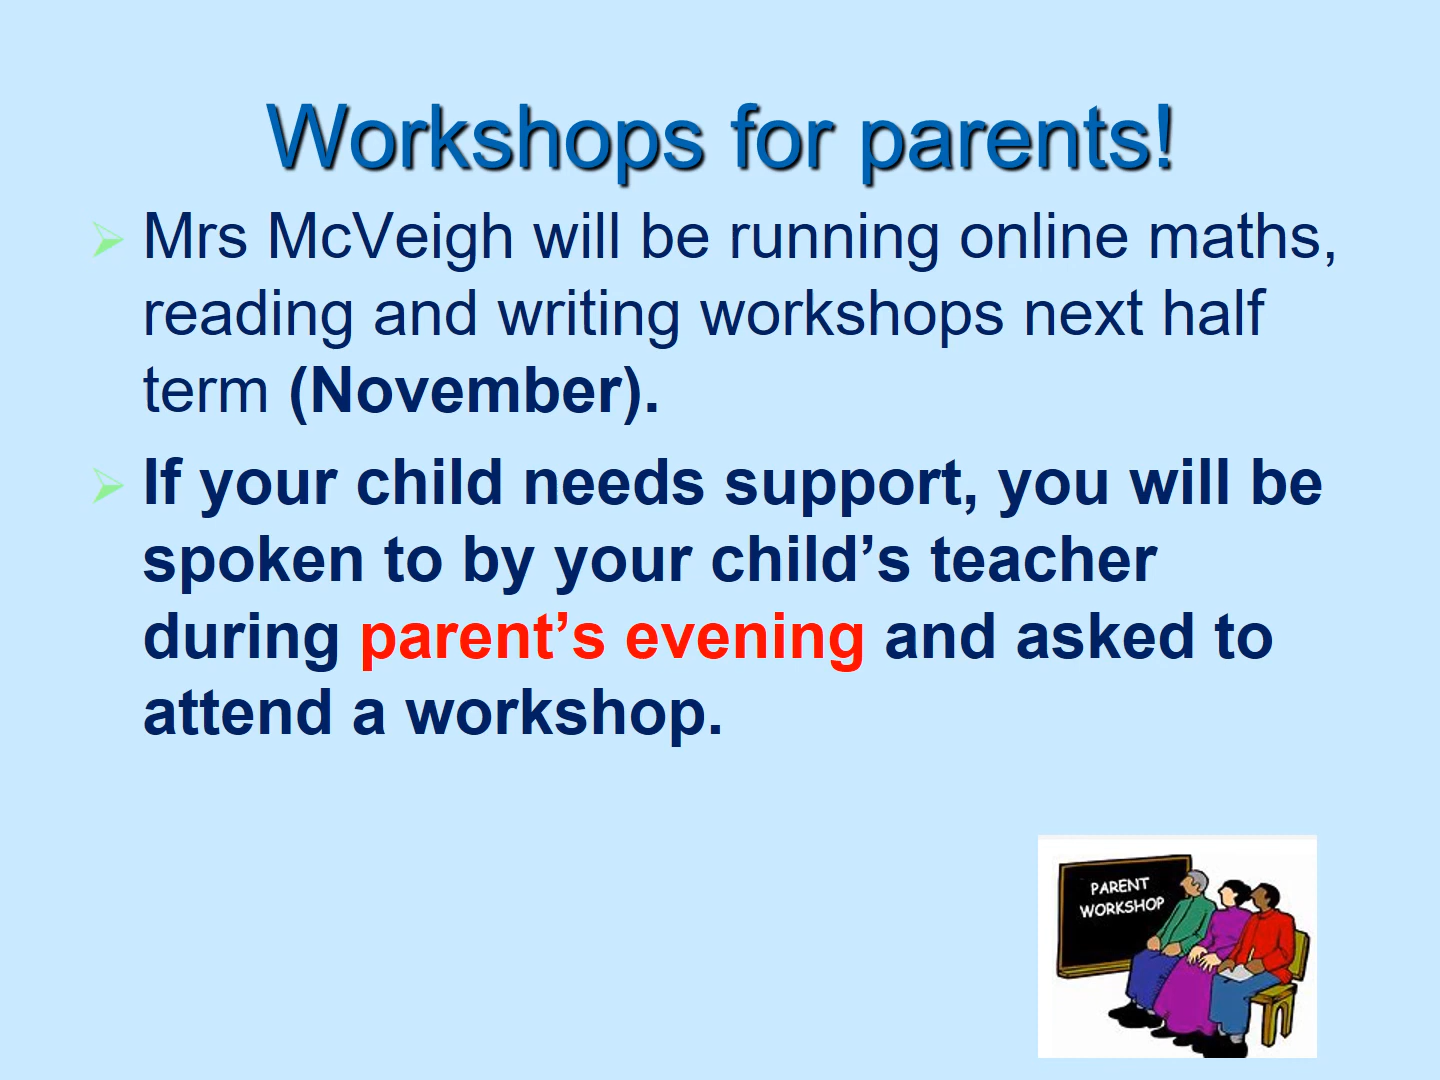 Workshops for parents!
Mrs McVeigh will be running online maths,
reading and writing workshops next half
term (November).
If your child needs support, you will be
spoken to by your child’s teacher
during parent’s evening and asked to
attend a workshop.
PARENT
WORKSHOP